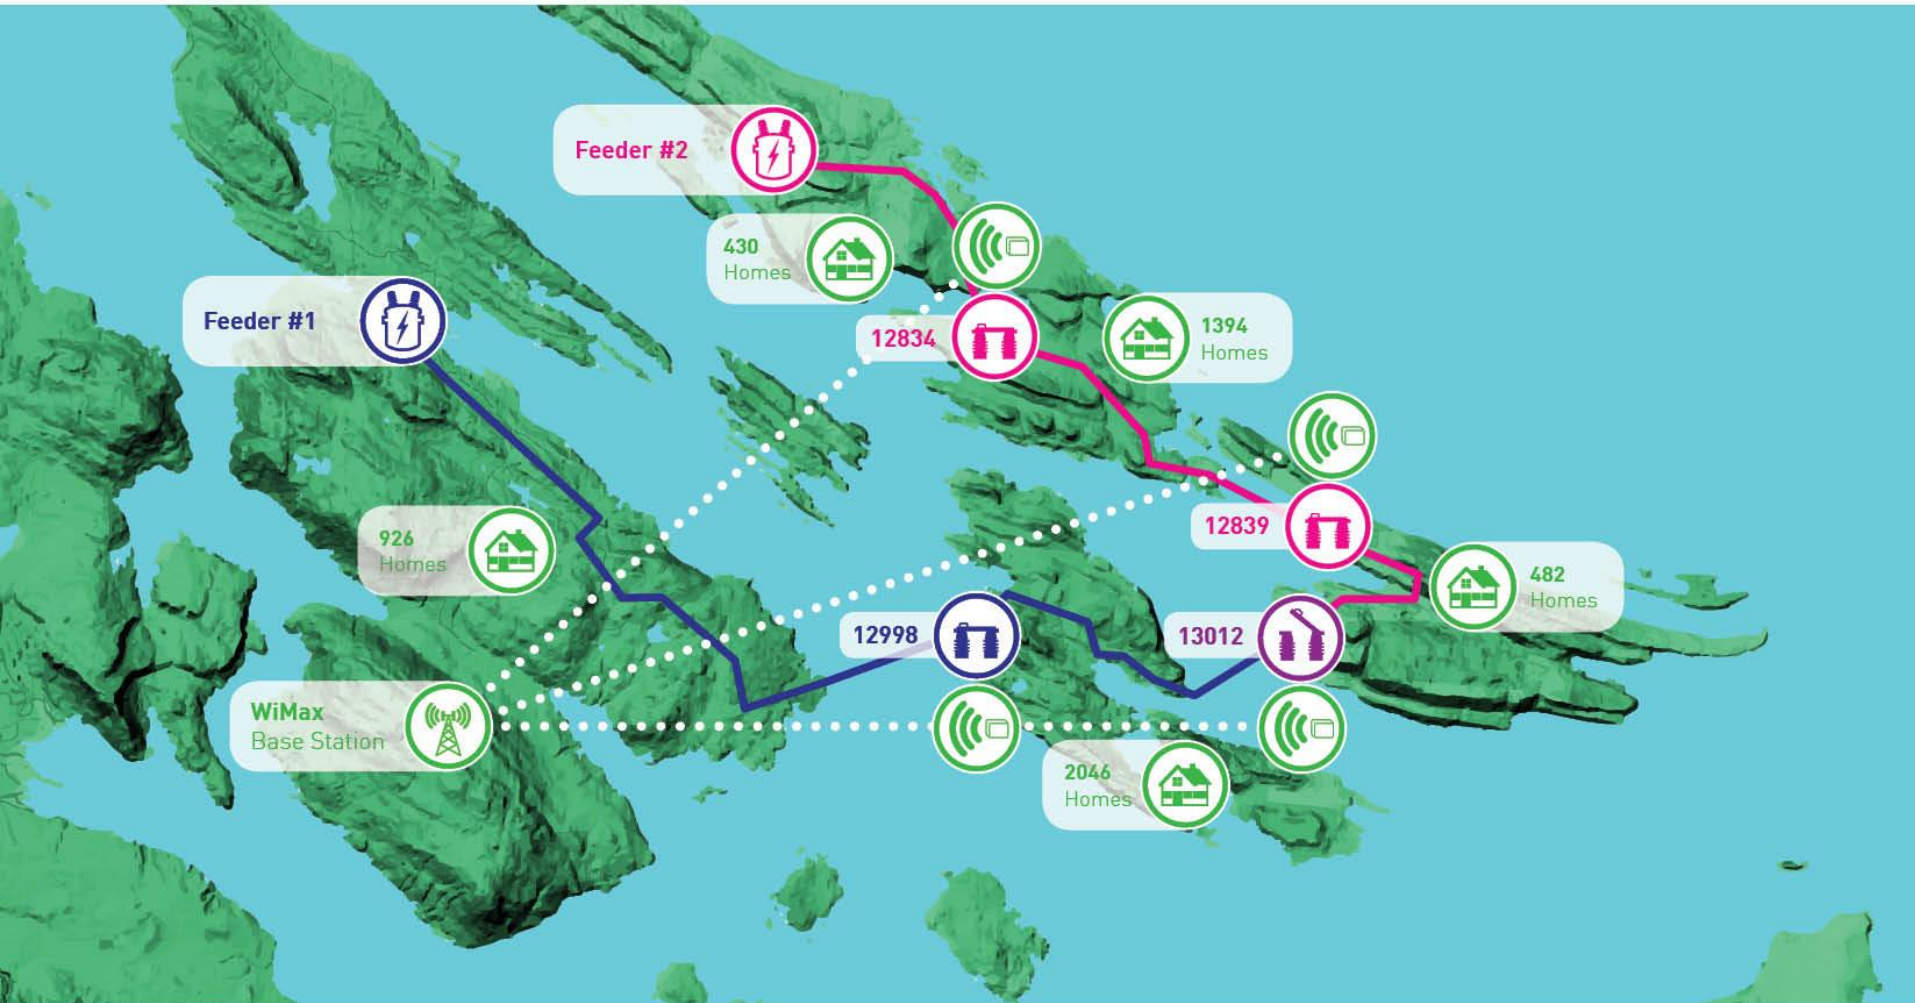 Feeder #2
430
Homes
Feeder #1
12834
1394
Homes
926
Homes
12839
482
Homes
12998
13012
WiMax
Base Station
2046
Homes